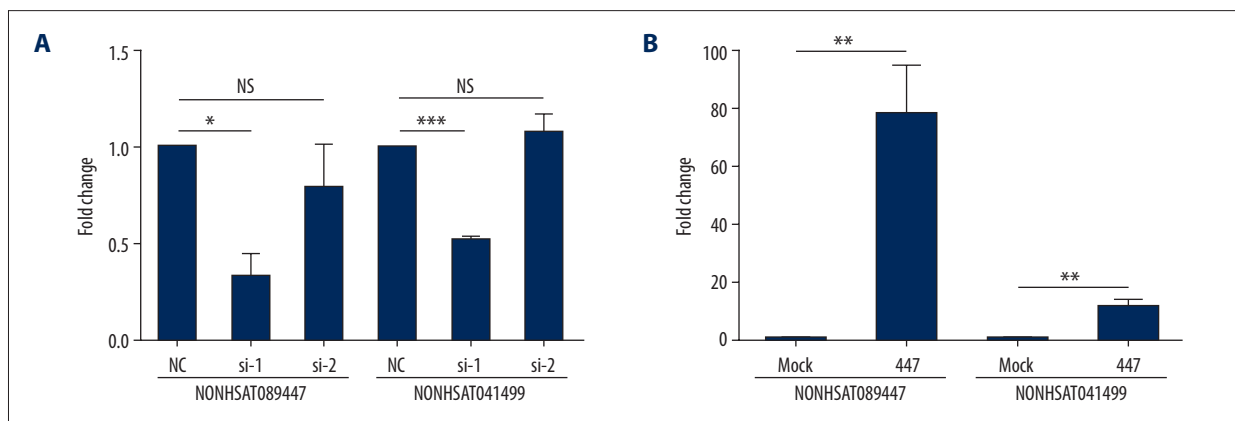 A
Fold change
1.5
1.0
0.5
0.0
NS
*
NS
***
NC si-1 si-2 NC si-1 si-2
NONHSAT089447 NONHSAT041499
B
Fold change
100
80
60
40
20
0
**
**
Mock 447 Mock 447
NONHSAT089447 NONHSAT041499